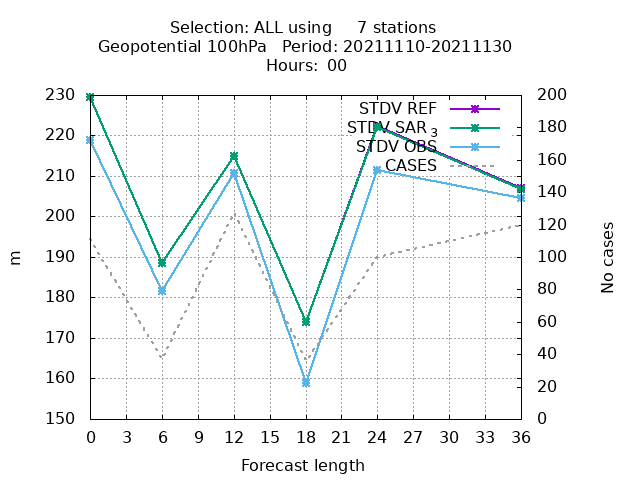 Selection: ALL using 7 stations
Geopotential 100hPa Period: 20211110-20211130
Hours: 00
230
220
210
200
190
180
170
160
150
m
STDV REF
STDV SAR 3
STDV OBS
CASES
200
180
160
140
120
100
80
60
40
20
0
No cases
0 3 6 9 12 15 18 21 24 27 30 33 36
Forecast length